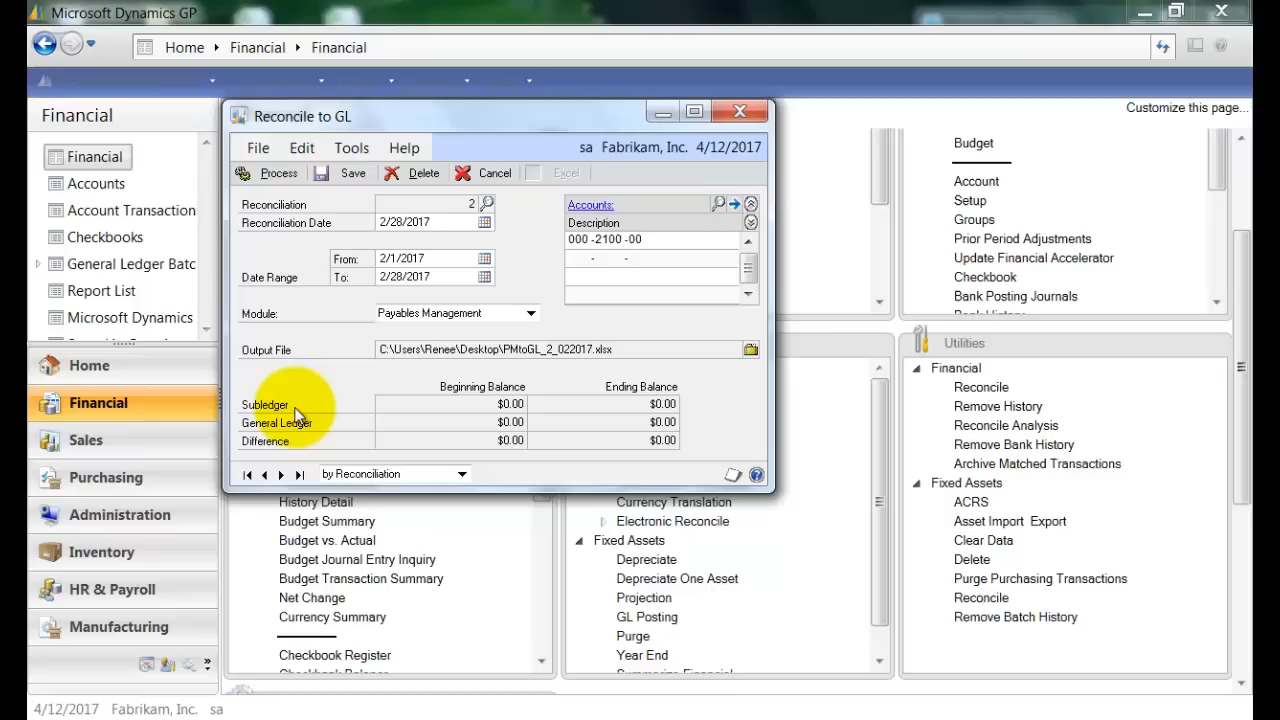 Microsoft Dynamics GP
Home Financial Financial
Customize this page...
Financial
Financial
Accounts
Account Transaction
Checkbooks
General Ledger Batc
Report List
Microsoft Dynamics
Home
Financial
Sales
Purchasing
Administration
Inventory
HR & Payroll
Manufacturing
Reconcile to GL
File Edit Tools Help
sa Fabrikam, Inc. 4/12/2017
Process Save Delete Cancel Excel
Reconciliation 2
Reconciliation Date 2/28/2017
From: 2/1/2017
Date Range To: 2/28/2017
Module: Payables Management
Output File C:\Users\Renee\Desktop\PMtoGL_2_022017.xlsx
Accounts:
Description
000 -2100 -00
- -
Beginning Balance Ending Balance
Subledger $0.00 $0.00
General Ledger $0.00 $0.00
Difference $0.00 $0.00
by Reconciliation
History Detail
Budget Summary
Budget vs. Actual
Budget Journal Entry Inquiry
Budget Transaction Summary
Net Change
Currency Summary
Checkbook Register
Currency Translation
Electronic Reconcile
Fixed Assets
Depreciate
Depreciate One Asset
Projection
GL Posting
Purge
Year End
Budget
Account
Setup
Groups
Prior Period Adjustments
Update Financial Accelerator
Checkbook
Bank Posting Journals
Utilities
Financial
Reconcile
Remove History
Reconcile Analysis
Remove Bank History
Archive Matched Transactions
Fixed Assets
ACRS
Asset Import Export
Clear Data
Delete
Purge Purchasing Transactions
Reconcile
Remove Batch History
4/12/2017 Fabrikam, Inc. sa